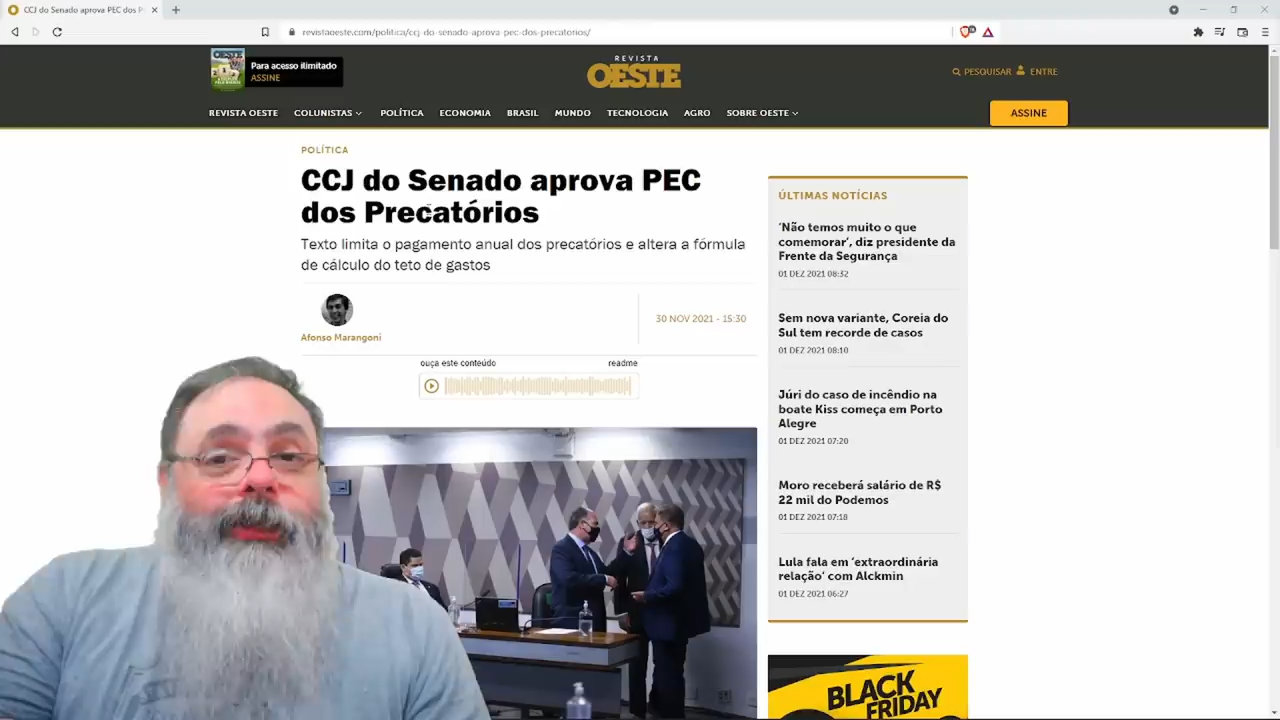 CCJ do Senado aprova PEC dos P
revistaoeste.com/politica/ccj-do-senado-aprova-pec-dos-precatorios/
Para acesso ilimitado
ASSINE
REVISTA
OESTE
PESQUISAR
ENTRE
REVISTA OESTE
COLUNISTAS
POLÍTICA
ECONOMIA
BRASIL
MUNDO
TECNOLOGIA
AGRO
SOBRE OESTE
ASSINE
POLÍTICA
CCJ do Senado aprova PEC
dos Precatórios
Texto limita o pagamento anual dos precatórios e altera a fórmula
de cálculo do teto de gastos
Afonso Marangoni
30 NOV 2021 - 15:30
ouça este conteúdo
readme
ÚLTIMAS NOTÍCIAS
'Não temos muito o que
comemorar', diz presidente da
Frente da Segurança
01 DEZ 2021 08:32
Sem nova variante, Coreia do
Sul tem recorde de casos
01 DEZ 2021 08:10
Júri do caso de incêndio na
boate Kiss começa em Porto
Alegre
01 DEZ 2021 07:20
Moro receberá salário de R$
22 mil do Podemos
01 DEZ 2021 07:18
Lula fala em 'extraordinária
relação' com Alckmin
01 DEZ 2021 06:27
BLACK
FRIDAY